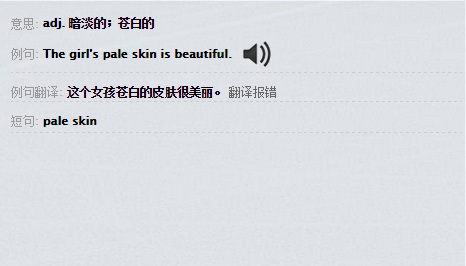 意思: adj. 暗淡的；苍白的
例句: The girl's pale skin is beautiful.
例句翻译: 这个女孩苍白的皮肤很美丽。 翻译报错
短句: pale skin